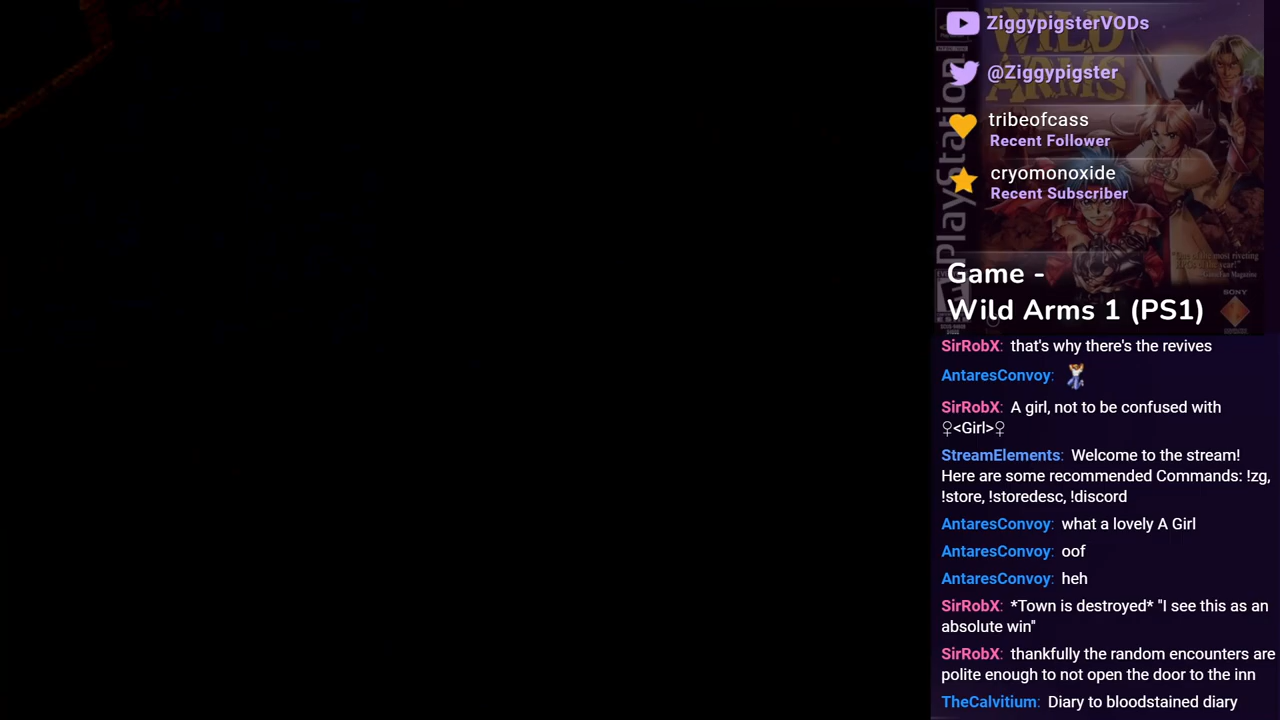 ZiggypigsterVODs
@Ziggypigster
tribeofcass
Recent Follower
cryomonoxide
Recent Subscriber
WILD
ARMS
PlayStation
SONY
Game -
Wild Arms 1 (PS1)
SirRobX: that's why there's the revives
AntaresConvoy:
SirRobX: A girl, not to be confused with
♀<Girl>♀
StreamElements: Welcome to the stream!
Here are some recommended Commands: !zg,
!store, !storedesc, !discord
AntaresConvoy: what a lovely A Girl
AntaresConvoy: oof
AntaresConvoy: heh
SirRobX: *Town is destroyed* "I see this as an
absolute win"
SirRobX: thankfully the random encounters are
polite enough to not open the door to the inn
TheCalvitium: Diary to bloodstained diary